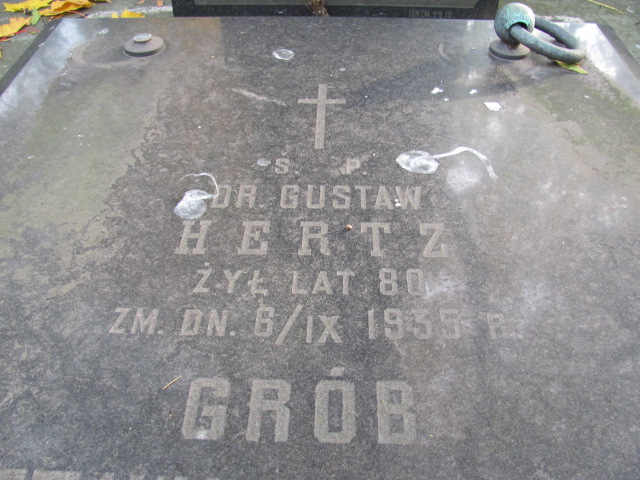 Ś. P.
DR. GUSTAW
HERTZ
ŻYŁ LAT 80
ZM. DN. 6/IX 1935 R.
GRÓB